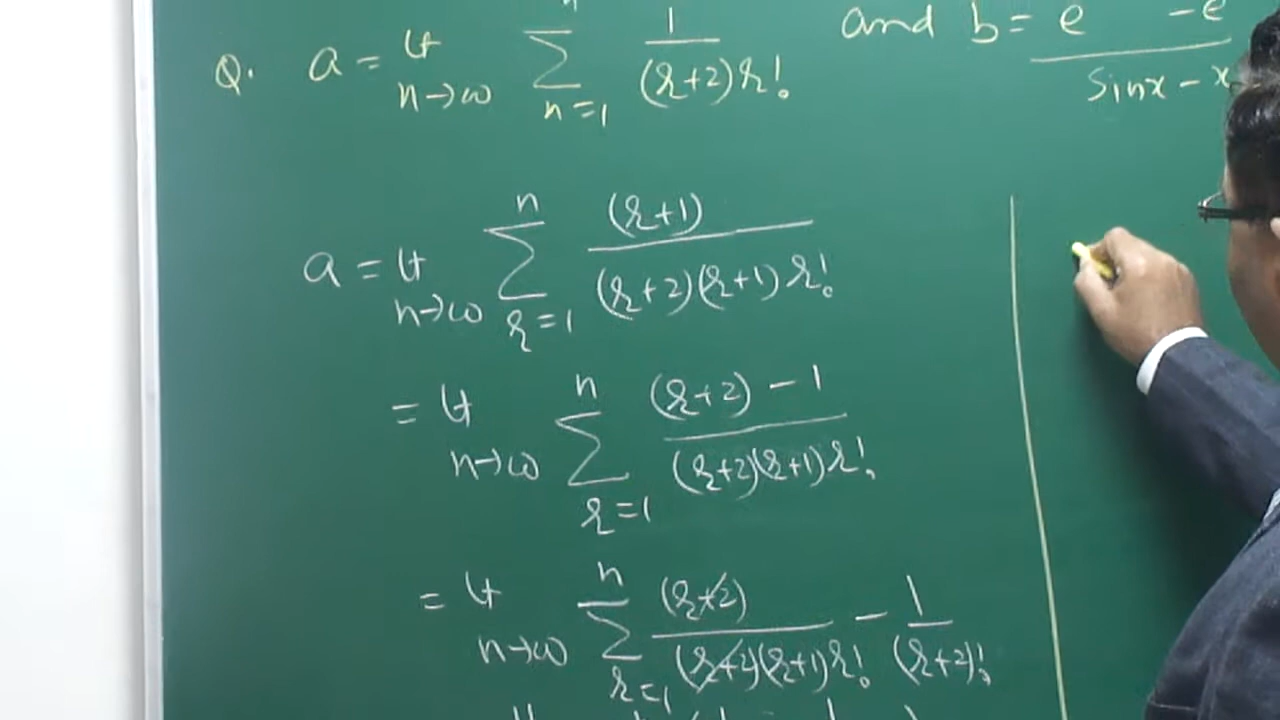 Q. a = Lt n→∞ Σ n=1 1/(r+2)r! and b = e - e / sinx - x
a = Lt n→∞ Σ n r=1 (r+1)/(r+2)(r+1)r!
= Lt n→∞ Σ n r=1 (r+2) - 1/(r+2)(r+1)r!
= Lt n→∞ Σ n r=1 (r+2)/(r+2)(r+1)r! - 1/(r+2)!